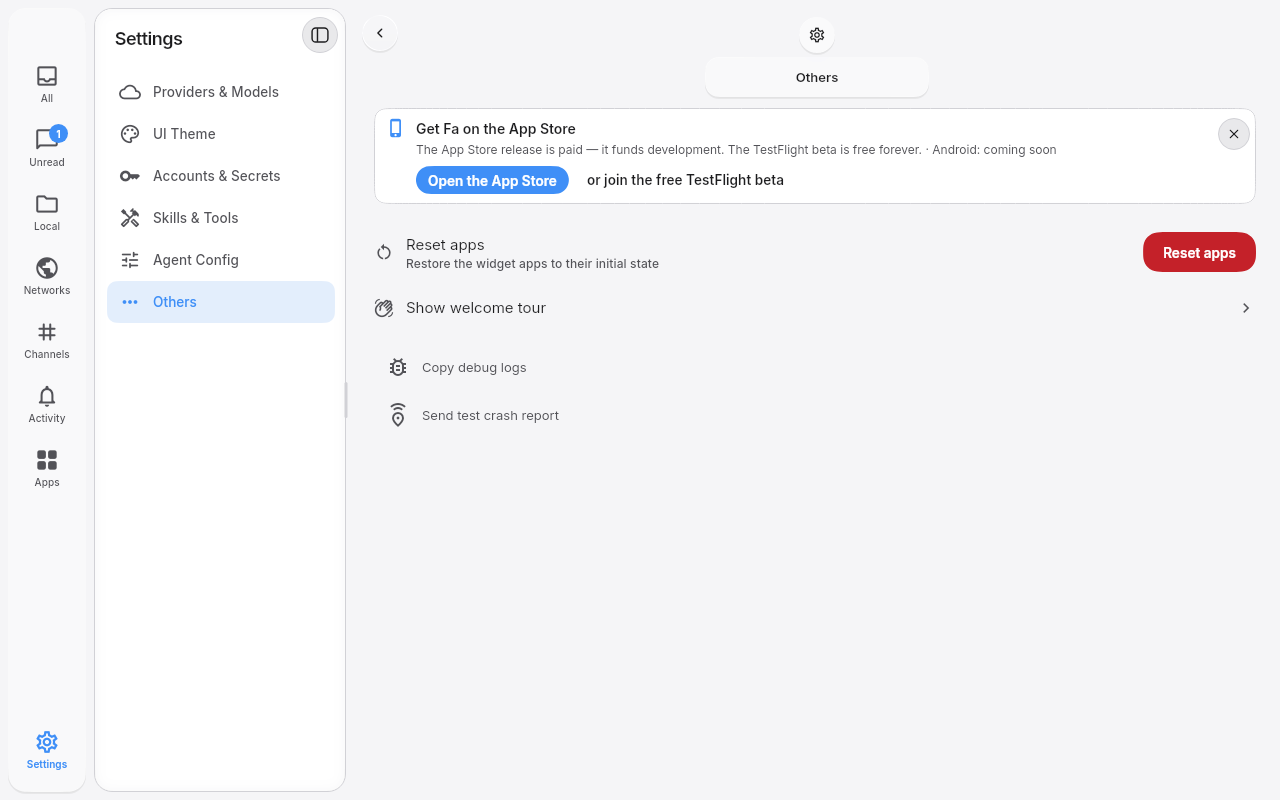 All
1
Unread
Local
Networks
Channels
Activity
Apps
Settings
Settings
Providers & Models
UI Theme
Accounts & Secrets
Skills & Tools
Agent Config
Others
Others
Get Fa on the App Store
The App Store release is paid — it funds development. The TestFlight beta is free forever. · Android: coming soon
Open the App Store
or join the free TestFlight beta
Reset apps
Restore the widget apps to their initial state
Reset apps
Show welcome tour
Copy debug logs
Send test crash report